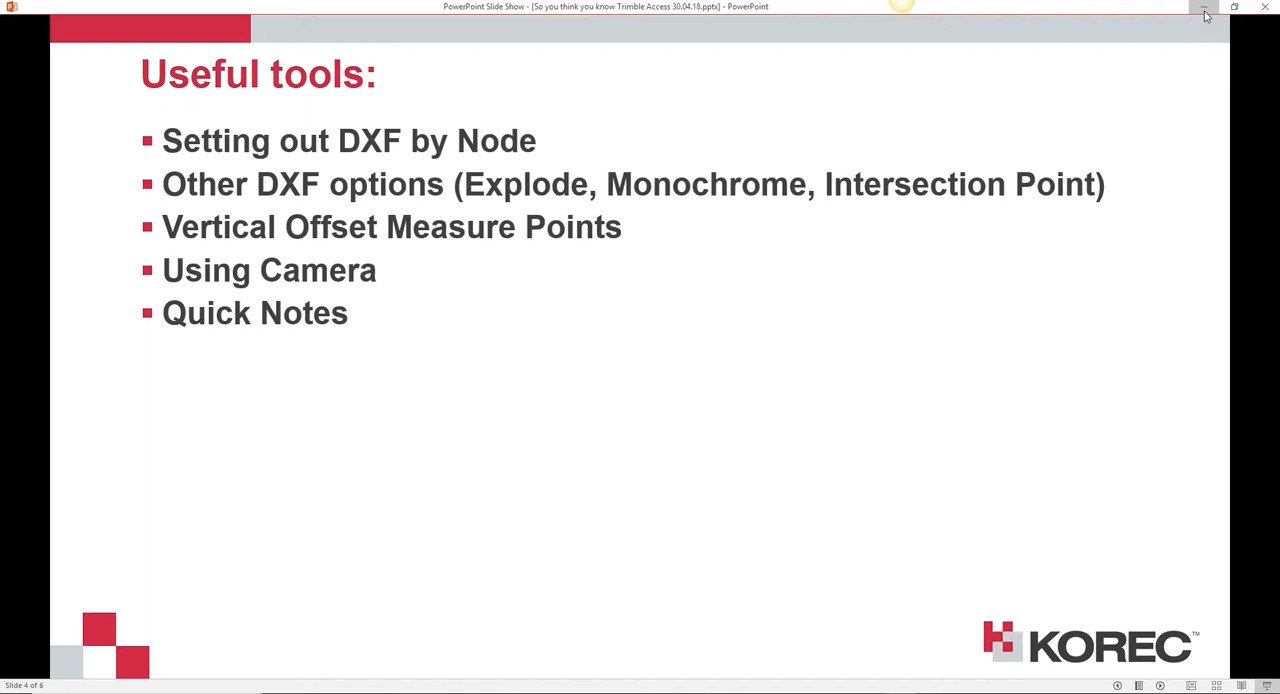 PowerPoint Slide Show - [So you think you know Trimble Access 30.04.18.pptx] - PowerPoint
Useful tools:
Setting out DXF by Node
Other DXF options (Explode, Monochrome, Intersection Point)
Vertical Offset Measure Points
Using Camera
Quick Notes
KOREC™
Slide 4 of 6